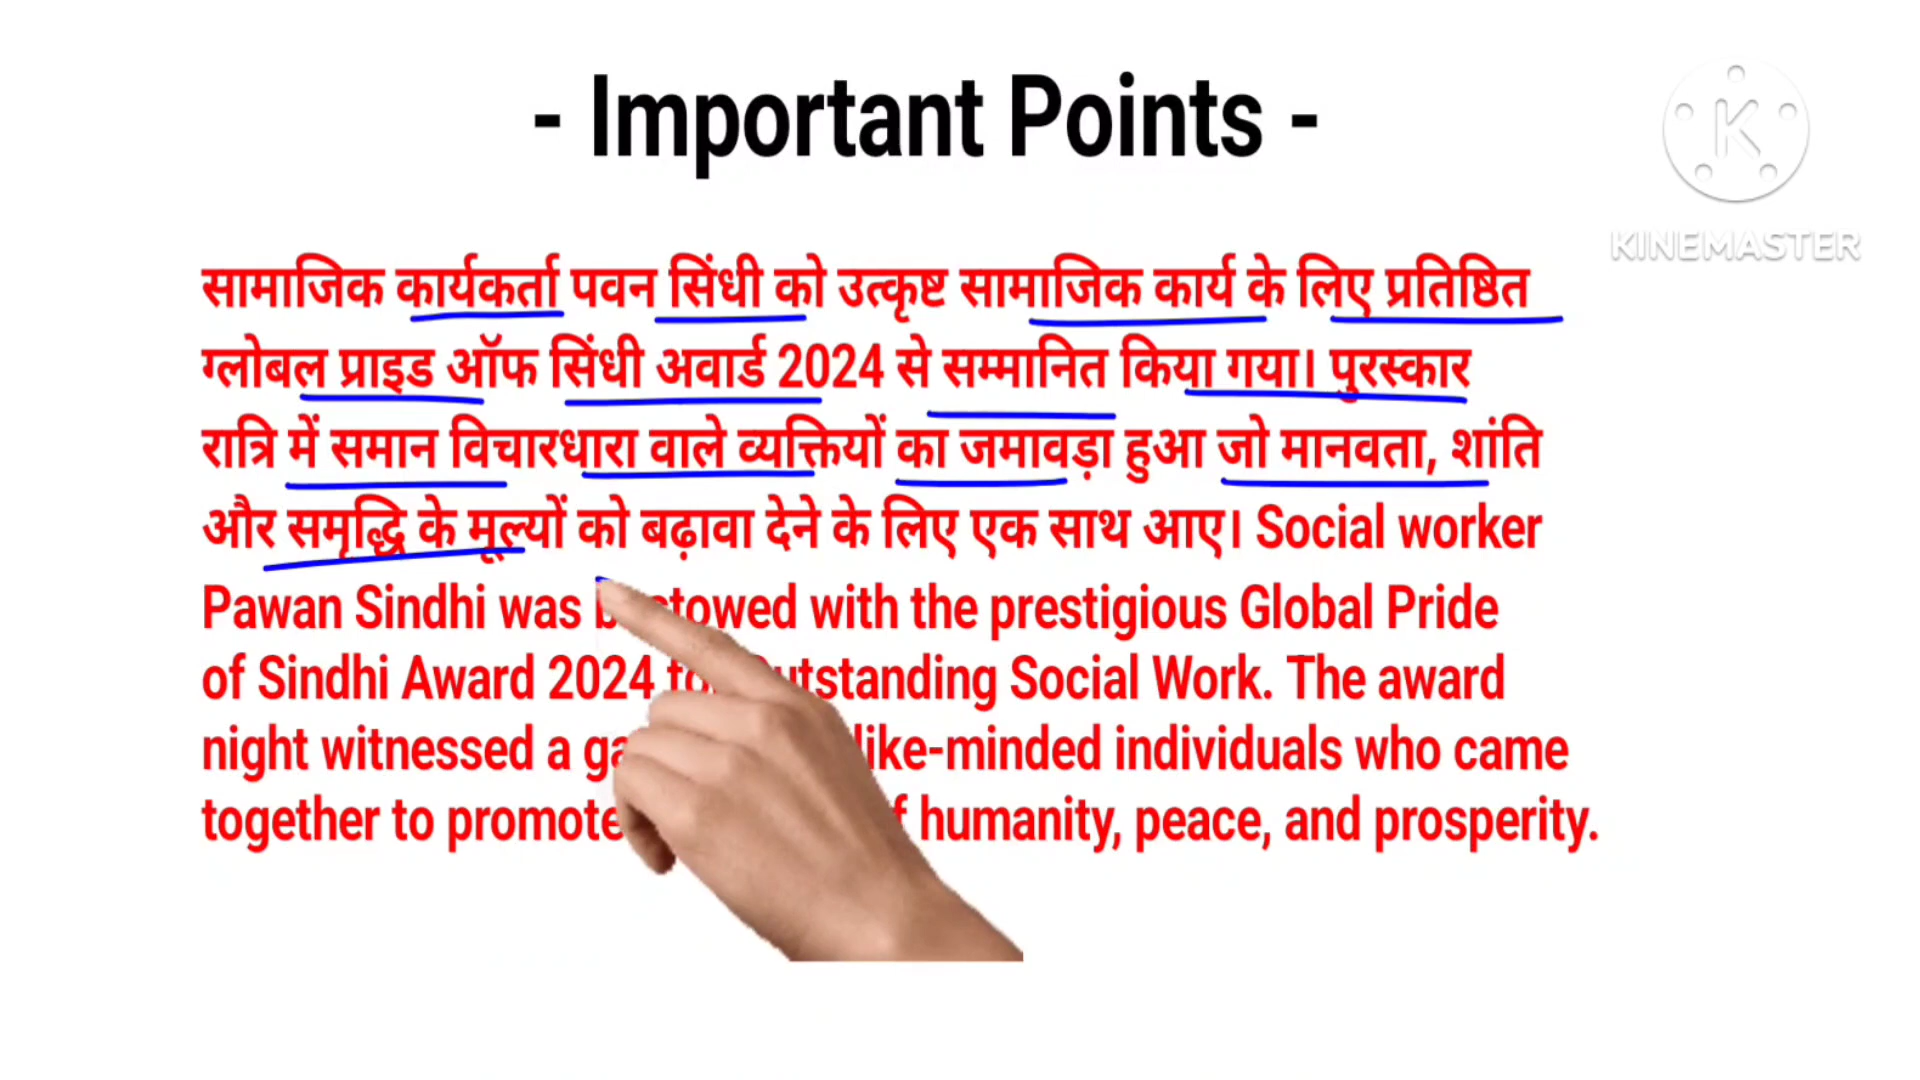 - Important Points -
K
KINEMASTER
सामाजिक कार्यकर्ता पवन सिंधी को उत्कृष्ट सामाजिक कार्य के लिए प्रतिष्ठित
ग्लोबल प्राइड ऑफ सिंधी अवार्ड 2024 से सम्मानित किया गया। पुरस्कार
रात्रि में समान विचारधारा वाले व्यक्तियों का जमावड़ा हुआ जो मानवता, शांति
और समृद्धि के मूल्यों को बढ़ावा देने के लिए एक साथ आए। Social worker
Pawan Sindhi was bestowed with the prestigious Global Pride
of Sindhi Award 2024 for Outstanding Social Work. The award
night witnessed a like-minded individuals who came
together to promote humanity, peace, and prosperity.